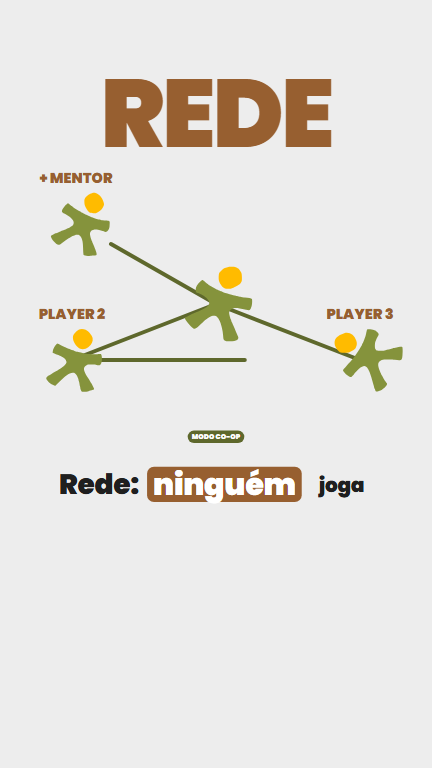 REDE
+ MENTOR
PLAYER 2
PLAYER 3
MODO CO-OP
Rede: ninguém joga